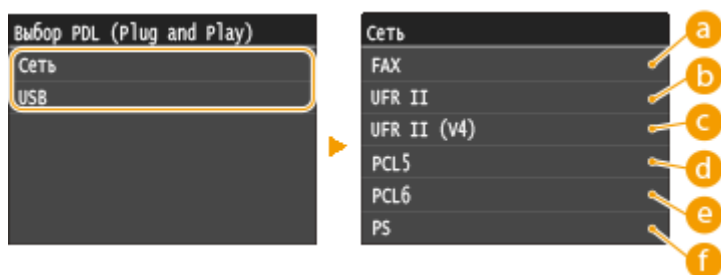 Выбор PDL (Plug and Play)
Сеть
USB
Сеть
FAX
UFR II
UFR II (V4)
PCL5
PCL6
PS
a
b
c
d
e
f